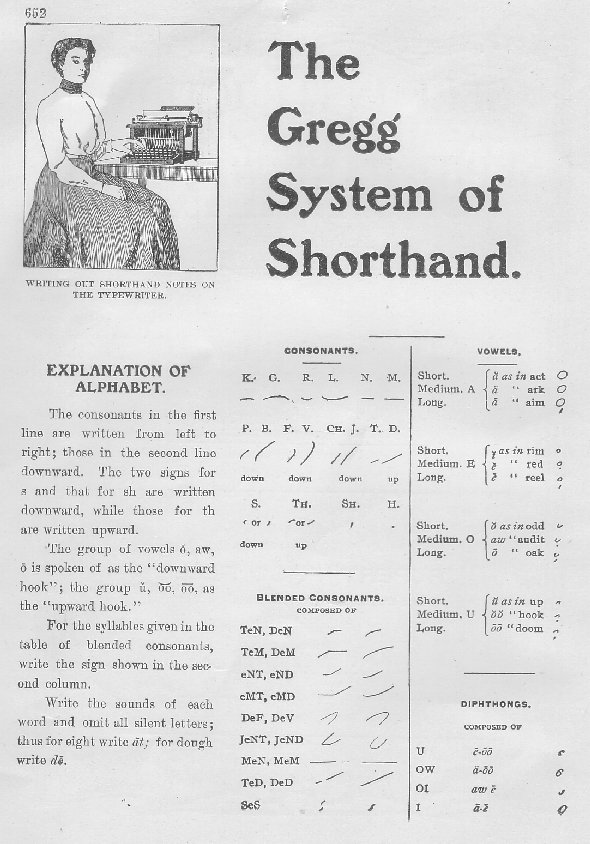 652
The
Gregg
System of
Shorthand.
WRITING OUT SHORTHAND NOTES ON
THE TYPEWRITER.
EXPLANATION OF
ALPHABET.
The consonants in the first
line are written from left to
right; those in the second line
downward. The two signs for
s and that for sh are written
downward, while those for th
are written upward.
The group of vowels ŏ, aw,
ō is spoken of as the “downward
hook”; the group ŭ, o͝o, o͞o, as
the “upward hook.”
For the syllables given in the
table of blended consonants,
write the sign shown in the sec-
ond column.
Write the sounds of each
word and omit all silent letters;
thus for eight write āt; for dough
write dō.
CONSONANTS.
K. G. R. L. N. M.
P. B. F. V. CH. J. T. D.
down down down up
S. TH. SH. H.
or or
down up
BLENDED CONSONANTS.
COMPOSED OF
TeN, DeN
TeM, DeM
eNT, eND
eMT, eMD
DeF, DeV
JeNT, JeND
MeN, MeM
TeD, DeD
SeS
VOWELS.
Short. ă as in act
Medium. A ä “ ark
Long. ā “ aim
Short. as in rim
Medium. E “ red
Long. “ reel
Short. ŏ as in odd
Medium. O aw “ audit
Long. ō “ oak
Short. ŭ as in up
Medium. U o͝o “ hook
Long. o͞o “ doom
DIPHTHONGS.
COMPOSED OF
U ē-o͞o
OW ä-o͝o
OI aw ĕ
I ä-ĕ